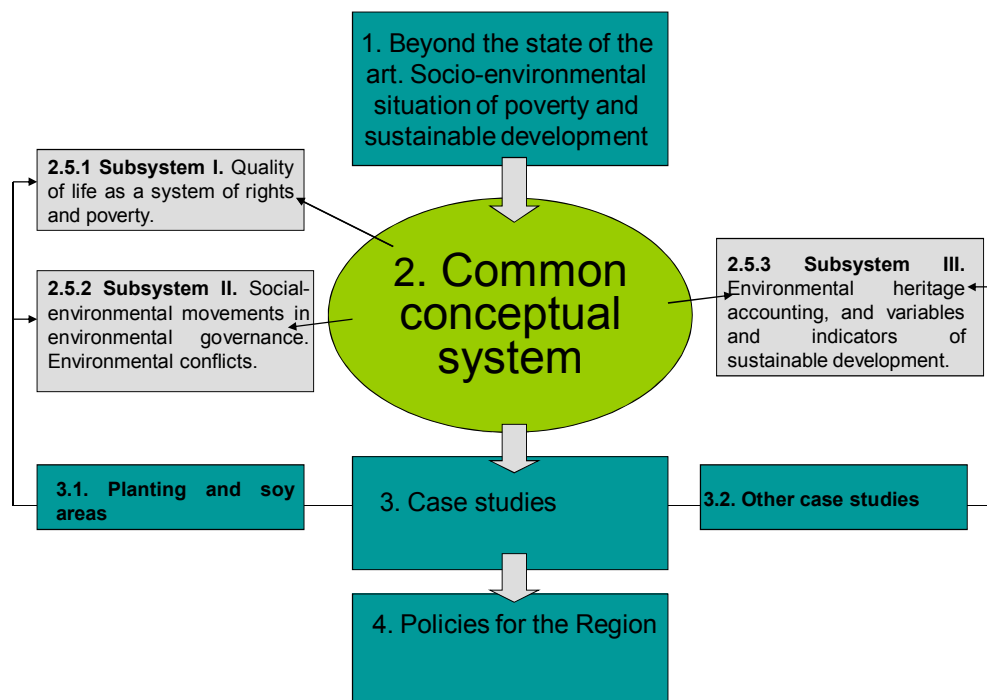 1. Beyond the state of the
art. Socio-environmental
situation of poverty and
sustainable development
2.5.1 Subsystem I. Quality
of life as a system of rights
and poverty.
2.5.2 Subsystem II. Social-
environmental movements in
environmental governance.
Environmental conflicts.
2. Common
conceptual
system
2.5.3 Subsystem III.
Environmental heritage
accounting, and variables
and indicators of
sustainable development.
3.1. Planting and soy
areas
3. Case studies
3.2. Other case studies
4. Policies for the Region